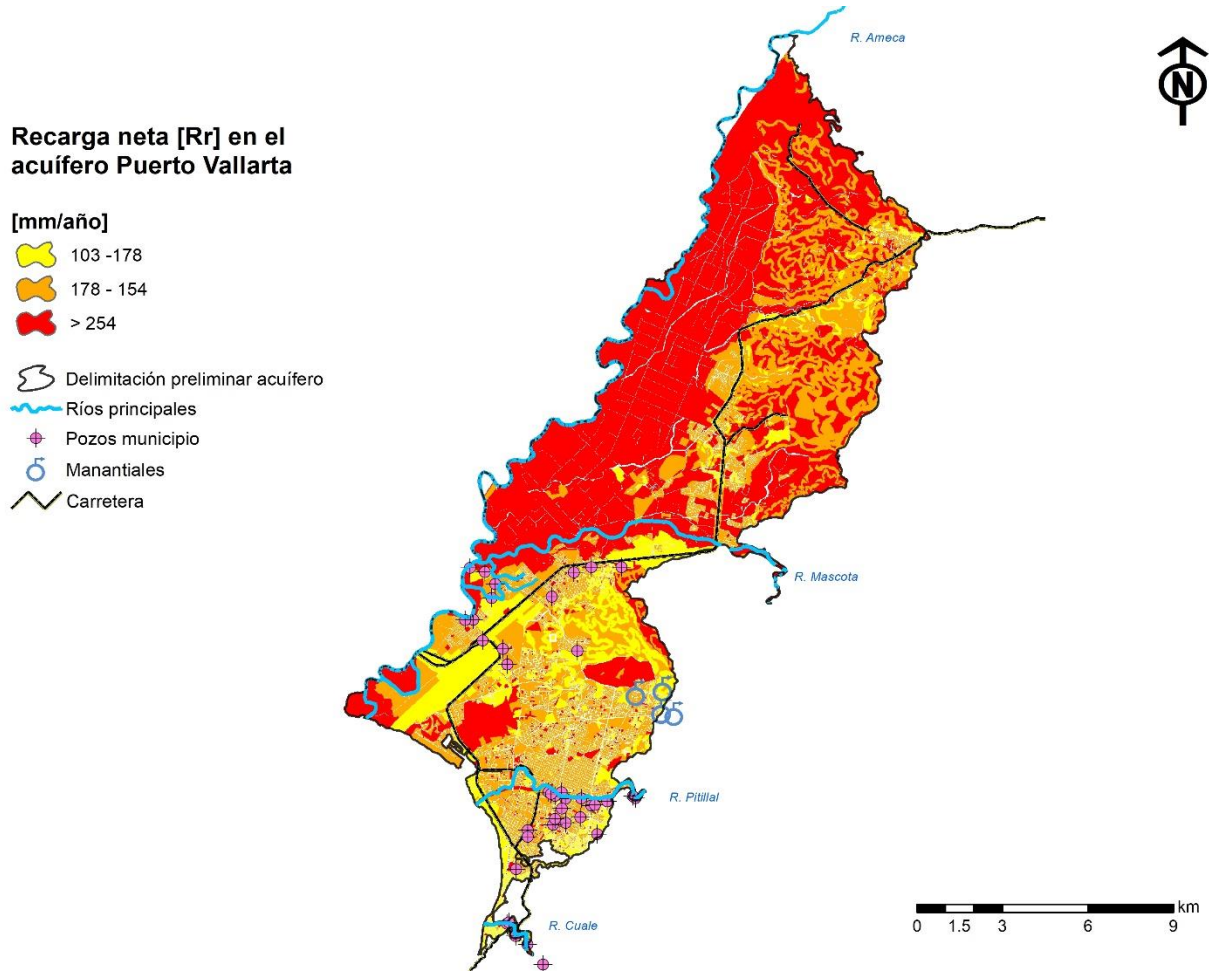 R. Ameca
N
Recarga neta [Rr] en el
acuífero Puerto Vallarta
[mm/año]
103 -178
178 - 154
> 254
Delimitación preliminar acuífero
Ríos principales
Pozos municipio
Manantiales
Carretera
R. Mascota
R. Pitillal
R. Cuale
km
0 1.5 3 6 9